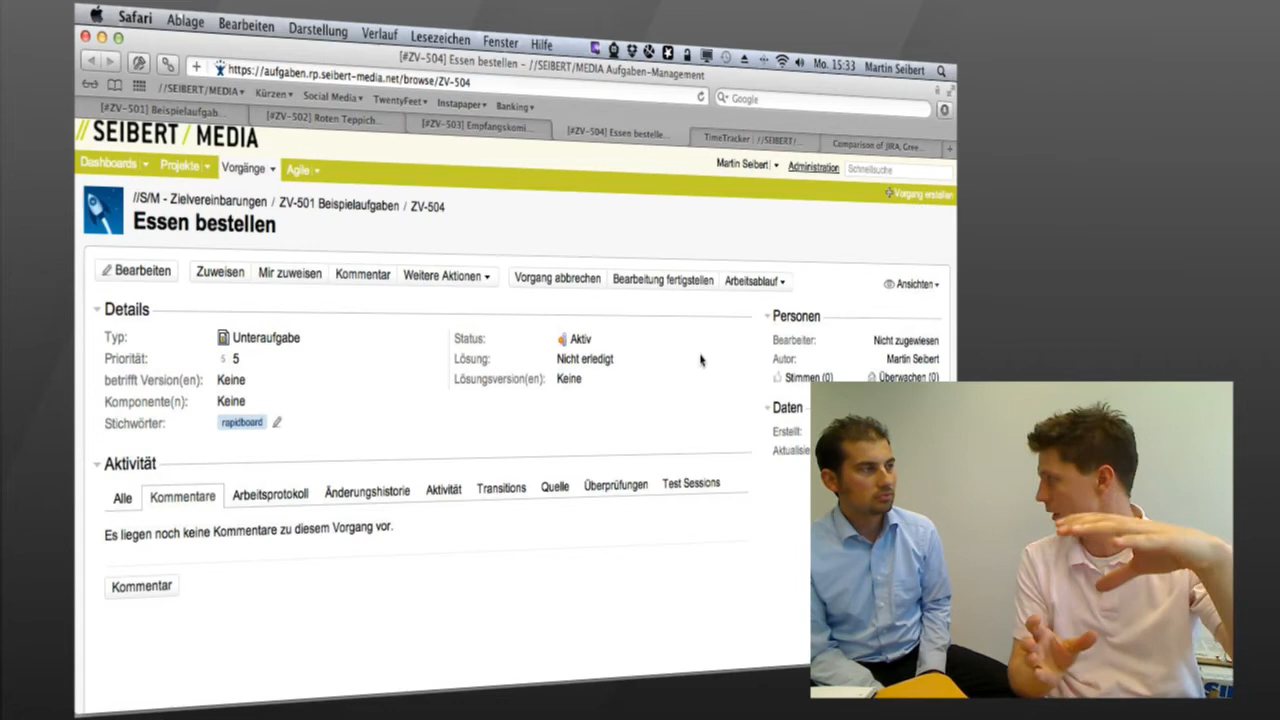 Safari Ablage Bearbeiten Darstellung Verlauf Lesezeichen Fenster Hilfe Mo. 15:33 Martin Seibert
[#ZV-504] Essen bestellen – //SEIBERT/MEDIA Aufgaben-Management
https://aufgaben.rp.seibert-media.net/browse/ZV-504 Google
//SEIBERT/MEDIA Kürzen Social Media TwentyFeet Instapaper Banking
[#ZV-501] Beispielaufgab... [#ZV-502] Roten Teppich... [#ZV-503] Empfangskomi... [#ZV-504] Essen bestelle... TimeTracker | //SEIBERT/... Comparison of JIRA, Gree...
//SEIBERT/MEDIA
Dashboards Projekte Vorgänge Agile Martin Seibert Administration Schnellsuche
Vorgang erstellen
//S/M - Zielvereinbarungen / ZV-501 Beispielaufgaben / ZV-504
Essen bestellen
Bearbeiten Zuweisen Mir zuweisen Kommentar Weitere Aktionen Vorgang abbrechen Bearbeitung fertigstellen Arbeitsablauf Ansichten
Details
Typ: Unteraufgabe
Priorität: 5 5
betrifft Version(en): Keine
Komponente(n): Keine
Stichwörter: rapidboard
Status: Aktiv
Lösung: Nicht erledigt
Lösungsversion(en): Keine
Personen
Bearbeiter: Nicht zugewiesen
Autor: Martin Seibert
Stimmen (0) Überwachen (0)
Daten
Erstellt:
Aktualisie
Aktivität
Alle Kommentare Arbeitsprotokoll Änderungshistorie Aktivität Transitions Quelle Überprüfungen Test Sessions
Es liegen noch keine Kommentare zu diesem Vorgang vor.
Kommentar